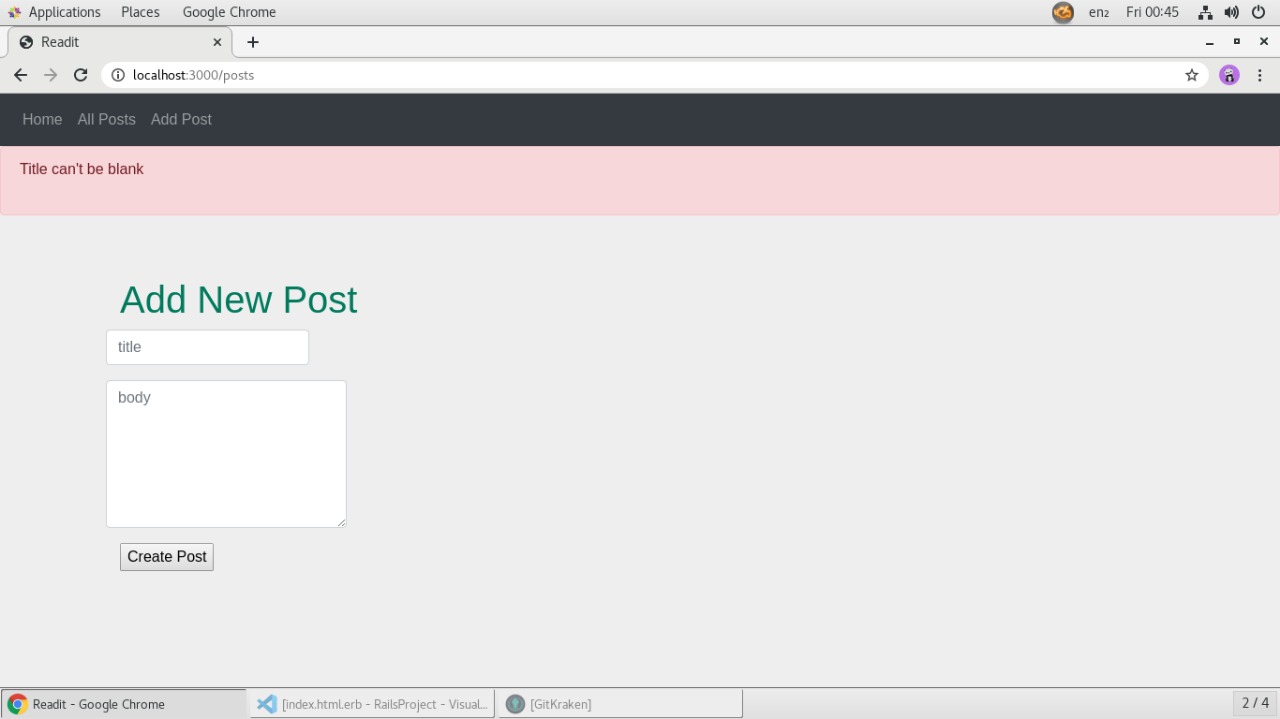 Applications Places Google Chrome en₂ Fri 00:45
Readit
localhost:3000/posts
Home All Posts Add Post
Title can't be blank
Add New Post
title
body
Create Post
Readit - Google Chrome [index.html.erb - RailsProject - Visual... [GitKraken] 2 / 4